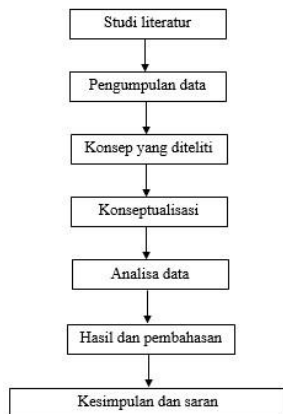 Studi literatur
Pengumpulan data
Konsep yang diteliti
Konseptualisasi
Analisa data
Hasil dan pembahasan
Kesimpulan dan saran